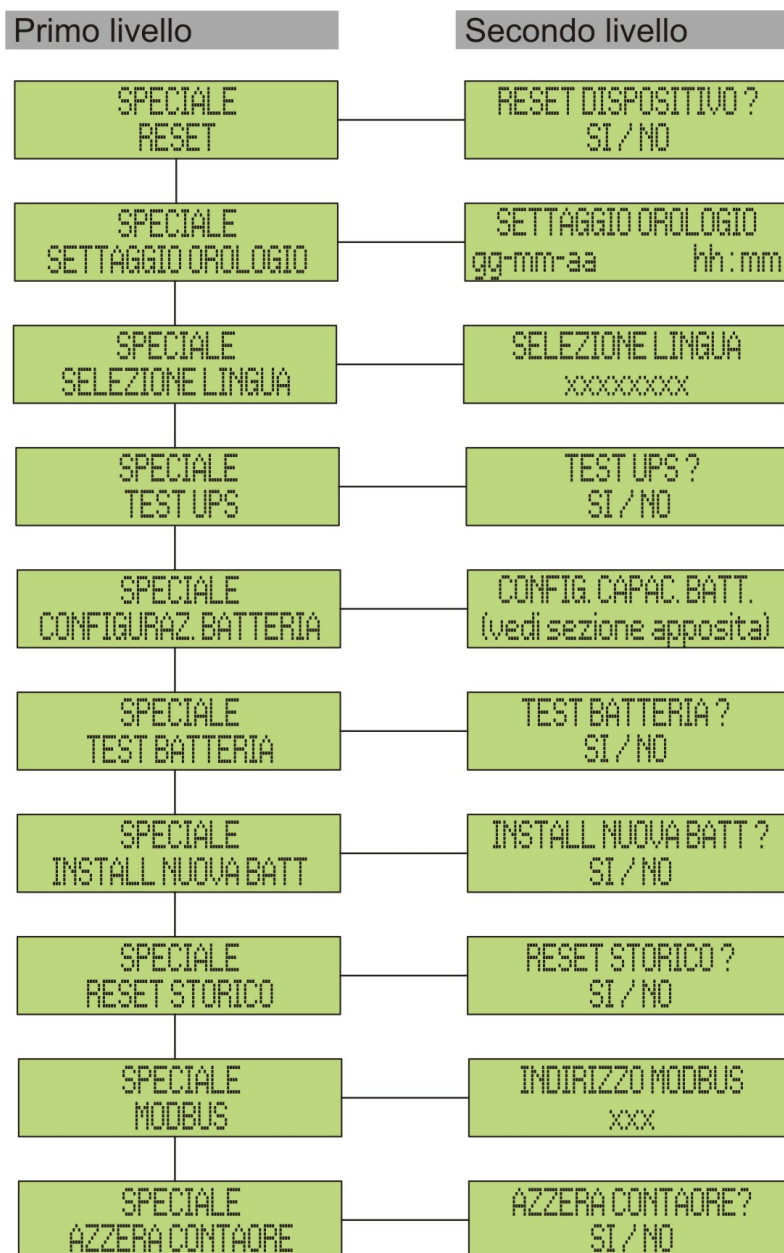 Primo livello
Secondo livello
SPECIALE
RESET
RESET DISPOSITIVO ?
SI / NO
SPECIALE
SETTAGGIO OROLOGIO
SETTAGGIO OROLOGIO
gg-mm-aa hh:mm
SPECIALE
SELEZIONE LINGUA
SELEZIONE LINGUA
xxxxxxxx
SPECIALE
TEST UPS
TEST UPS ?
SI / NO
SPECIALE
CONFIGURAZ. BATTERIA
CONFIG. CAPAC. BATT.
(vedi sezione apposita)
SPECIALE
TEST BATTERIA
TEST BATTERIA ?
SI / NO
SPECIALE
INSTALL NUOVA BATT
INSTALL NUOVA BATT ?
SI / NO
SPECIALE
RESET STORICO
RESET STORICO ?
SI / NO
SPECIALE
MODBUS
INDIRIZZO MODBUS
xxx
SPECIALE
AZZERA CONTAORE
AZZERA CONTAORE?
SI / NO